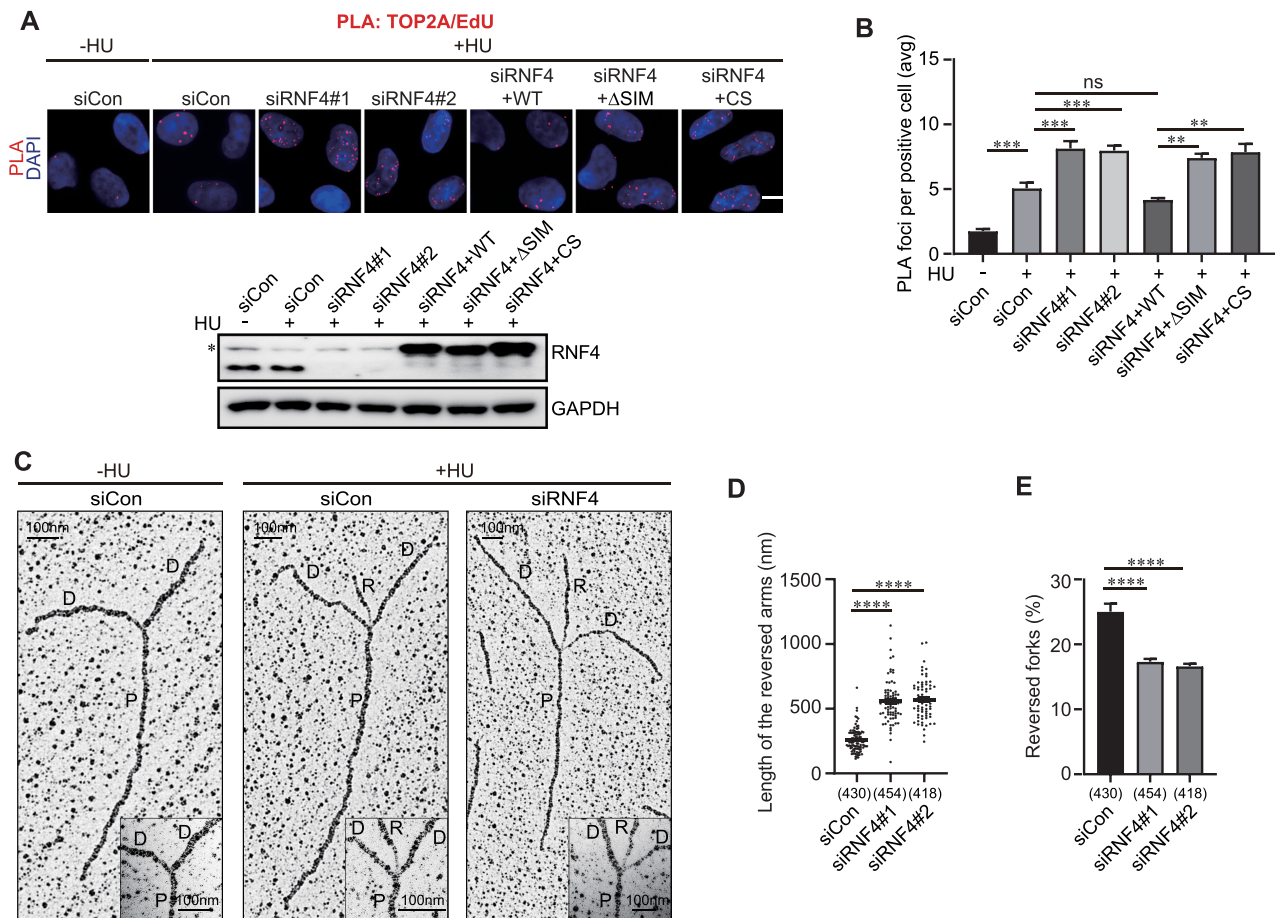 A
PLA: TOP2A/EdU
-HU
+HU
siCon
siCon
siRNF4#1
siRNF4#2
siRNF4
+WT
siRNF4
+ΔSIM
siRNF4
+CS
PLA
DAPI
siCon
siCon
siRNF4#1
siRNF4#2
siRNF4+WT
siRNF4+ΔSIM
siRNF4+CS
HU - + + + + + +
*
RNF4
GAPDH
B
PLA foci per positive cell (avg)
15
10
5
0
ns
***
***
***
**
**
HU - + + + + + +
siCon
siCon
siRNF4#1
siRNF4#2
siRNF4+WT
siRNF4+ΔSIM
siRNF4+CS
C
-HU
+HU
siCon
siCon
siRNF4
100nm
D
D
P
D
D
P
100nm
100nm
D
R
D
P
D
R
D
P
100nm
100nm
D
R
D
P
D
R
D
P
100nm
D
Length of the reversed arms (nm)
1500
1000
500
0
****
****
(430) (454) (418)
siCon
siRNF4#1
siRNF4#2
E
Reversed forks (%)
30
20
10
0
****
****
(430) (454) (418)
siCon
siRNF4#1
siRNF4#2